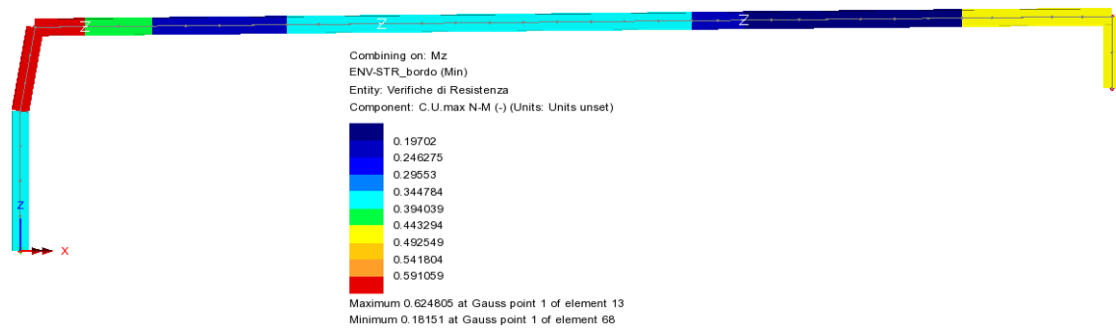 Z Z Z
Combining on: Mz
ENV-STR_bordo (Min)
Entity: Verifiche di Resistenza
Component: C.U.max N-M (-) (Units: Units unset)
0.19702
0.246275
0.29553
0.344784
0.394039
0.443294
0.492549
0.541804
0.591059
Z
X
Maximum 0.624805 at Gauss point 1 of element 13
Minimum 0.18151 at Gauss point 1 of element 68